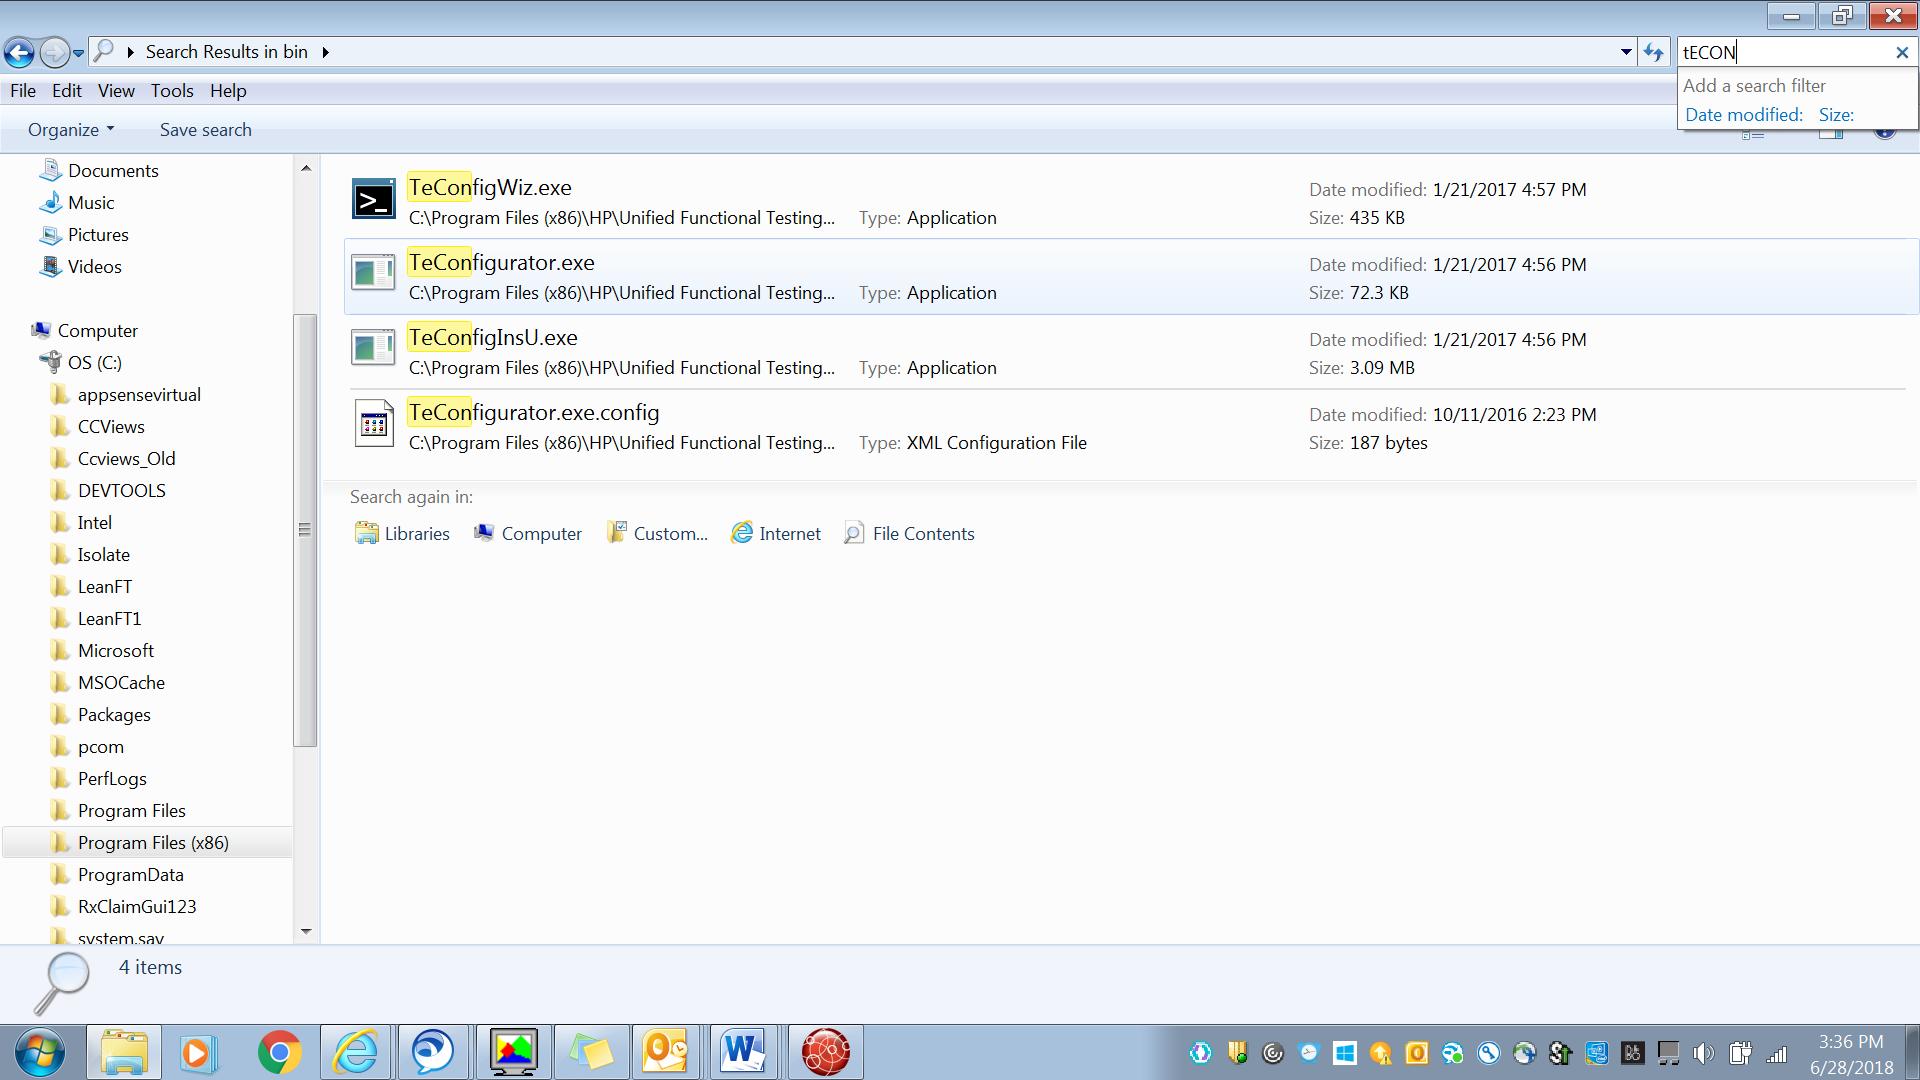 Search Results in bin
tECON
File Edit View Tools Help
Add a search filter
Date modified: Size:
Organize Save search
Documents
Music
Pictures
Videos
Computer
OS (C:)
appsensevirtual
CCViews
Ccviews_Old
DEVTOOLS
Intel
Isolate
LeanFT
LeanFT1
Microsoft
MSOCache
Packages
pcom
PerfLogs
Program Files
Program Files (x86)
ProgramData
RxClaimGui123
system.sav
TeConfigWiz.exe Date modified: 1/21/2017 4:57 PM
C:\Program Files (x86)\HP\Unified Functional Testing... Type: Application Size: 435 KB
TeConfigurator.exe Date modified: 1/21/2017 4:56 PM
C:\Program Files (x86)\HP\Unified Functional Testing... Type: Application Size: 72.3 KB
TeConfigInsU.exe Date modified: 1/21/2017 4:56 PM
C:\Program Files (x86)\HP\Unified Functional Testing... Type: Application Size: 3.09 MB
TeConfigurator.exe.config Date modified: 10/11/2016 2:23 PM
C:\Program Files (x86)\HP\Unified Functional Testing... Type: XML Configuration File Size: 187 bytes
Search again in:
Libraries Computer Custom... Internet File Contents
4 items
3:36 PM
6/28/2018